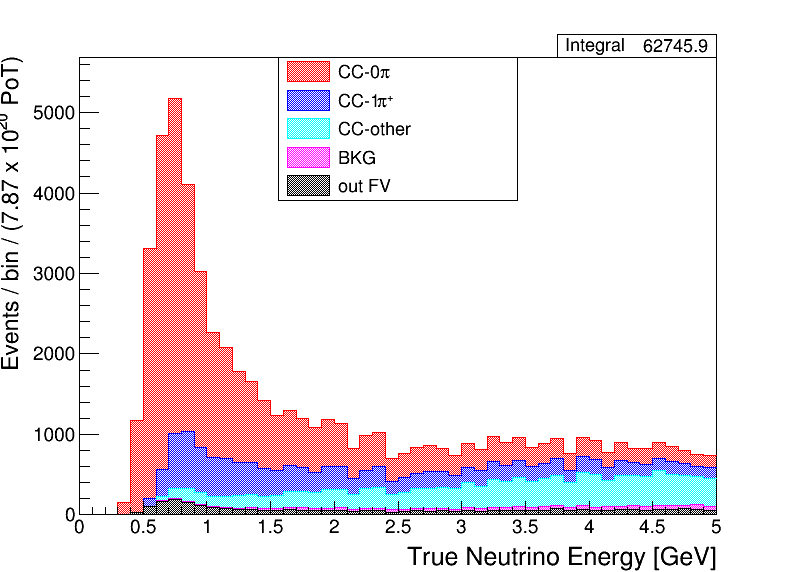 Integral 62745.9
CC-0π
CC-1π⁺
CC-other
BKG
out FV
Events / bin / (7.87 x 10²⁰ PoT)
5000
4000
3000
2000
1000
0
0 0.5 1 1.5 2 2.5 3 3.5 4 4.5 5
True Neutrino Energy [GeV]